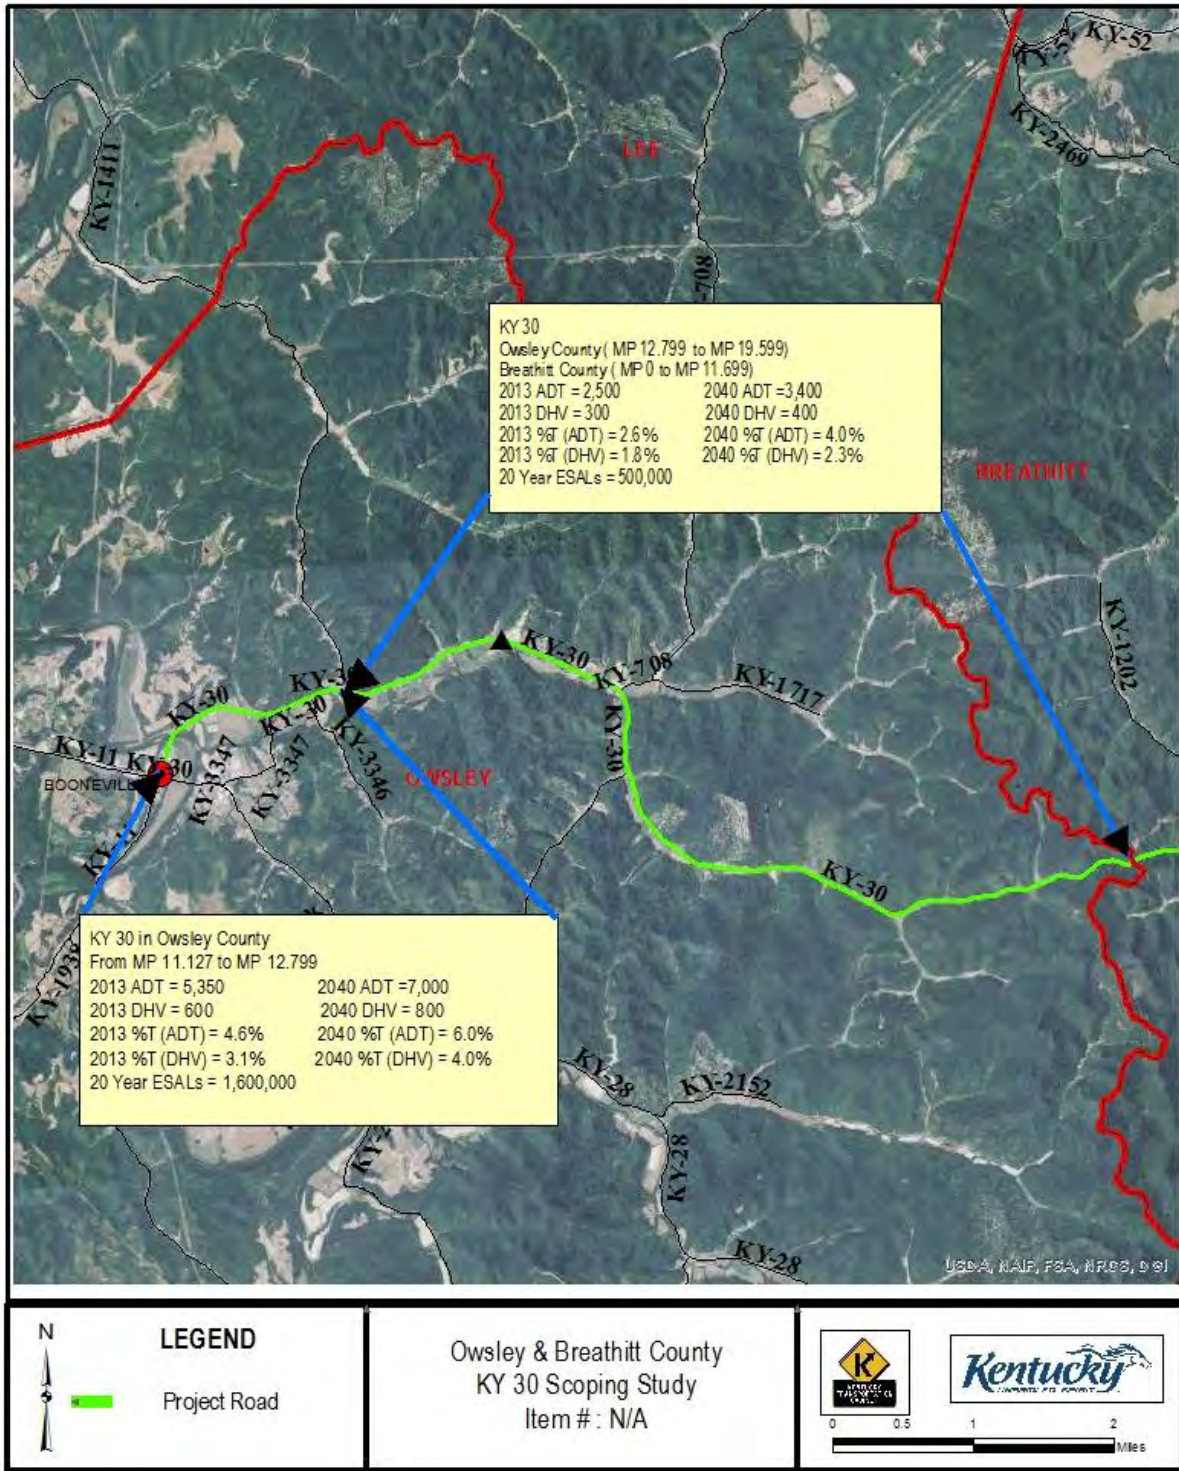 KY-52
KY-2469
KY-1411
LEE
-708
KY 30
Owsley County ( MP 12.799 to MP 19.599)
Breathitt County ( MP 0 to MP 11.699)
2013 ADT = 2,500 2040 ADT =3,400
2013 DHV = 300 2040 DHV = 400
2013 %T (ADT) = 2.6% 2040 %T (ADT) = 4.0%
2013 %T (DHV) = 1.8% 2040 %T (DHV) = 2.3%
20 Year ESALs = 500,000
BREATHITT
KY-1202
KY-30
KY-708
KY-1717
KY-30
KY-30
KY-30
KY-11
KY-30
KY-3347
KY-3347
KY-3346
OWSLEY
KY-30
KY-30
KY-1938
KY 30 in Owsley County
From MP 11.127 to MP 12.799
2013 ADT = 5,350 2040 ADT =7,000
2013 DHV = 600 2040 DHV = 800
2013 %T (ADT) = 4.6% 2040 %T (ADT) = 6.0%
2013 %T (DHV) = 3.1% 2040 %T (DHV) = 4.0%
20 Year ESALs = 1,600,000
KY-28
KY-2152
KY-28
KY-28
USDA, NAIP, FSA, NRCS, DGI
N
LEGEND
Project Road
Owsley & Breathitt County
KY 30 Scoping Study
Item # : N/A
KENTUCKY
TRANSPORTATION
CABINET
Kentucky
0 0.5 1 2
Miles